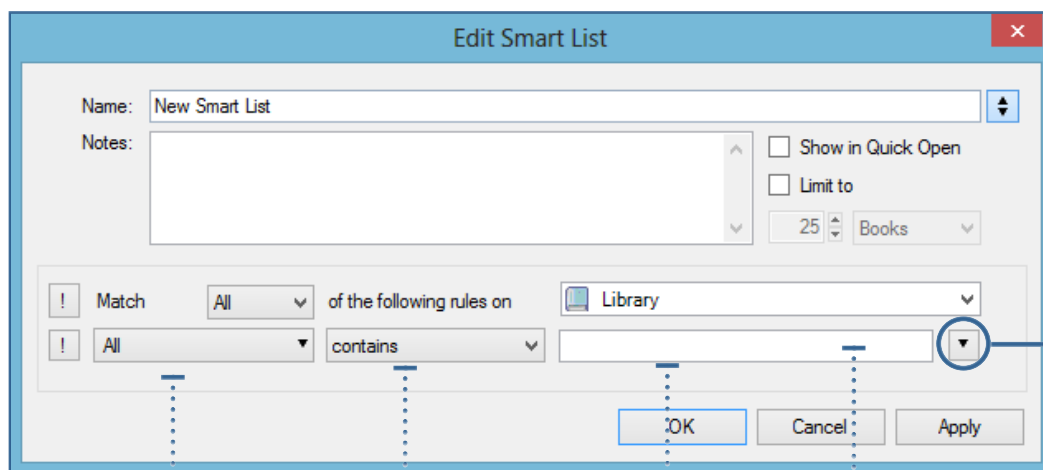 Edit Smart List
Name: New Smart List
Notes:
Show in Quick Open
Limit to
25 Books
! Match All of the following rules on Library
! All contains
OK Cancel Apply